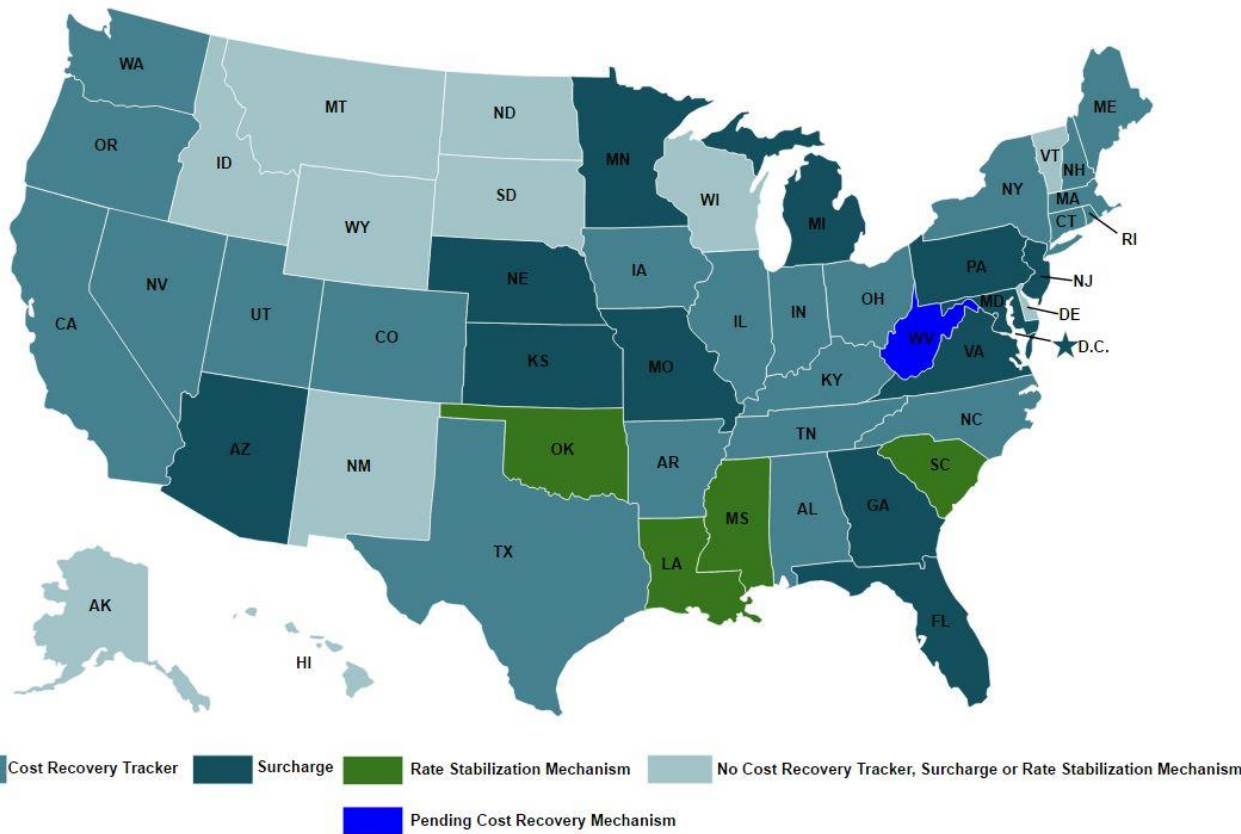 WA
MT
ND
MN
ME
OR
ID
SD
WI
MI
VT
NH
NY
MA
CT
RI
WY
IA
NE
PA
NJ
NV
UT
CO
IL
IN
OH
MD
DE
CA
KS
MO
WV
VA
D.C.
KY
AZ
NM
OK
AR
TN
NC
SC
TX
LA
MS
AL
GA
FL
AK
HI
Cost Recovery Tracker
Surcharge
Rate Stabilization Mechanism
No Cost Recovery Tracker, Surcharge or Rate Stabilization Mechanism
Pending Cost Recovery Mechanism